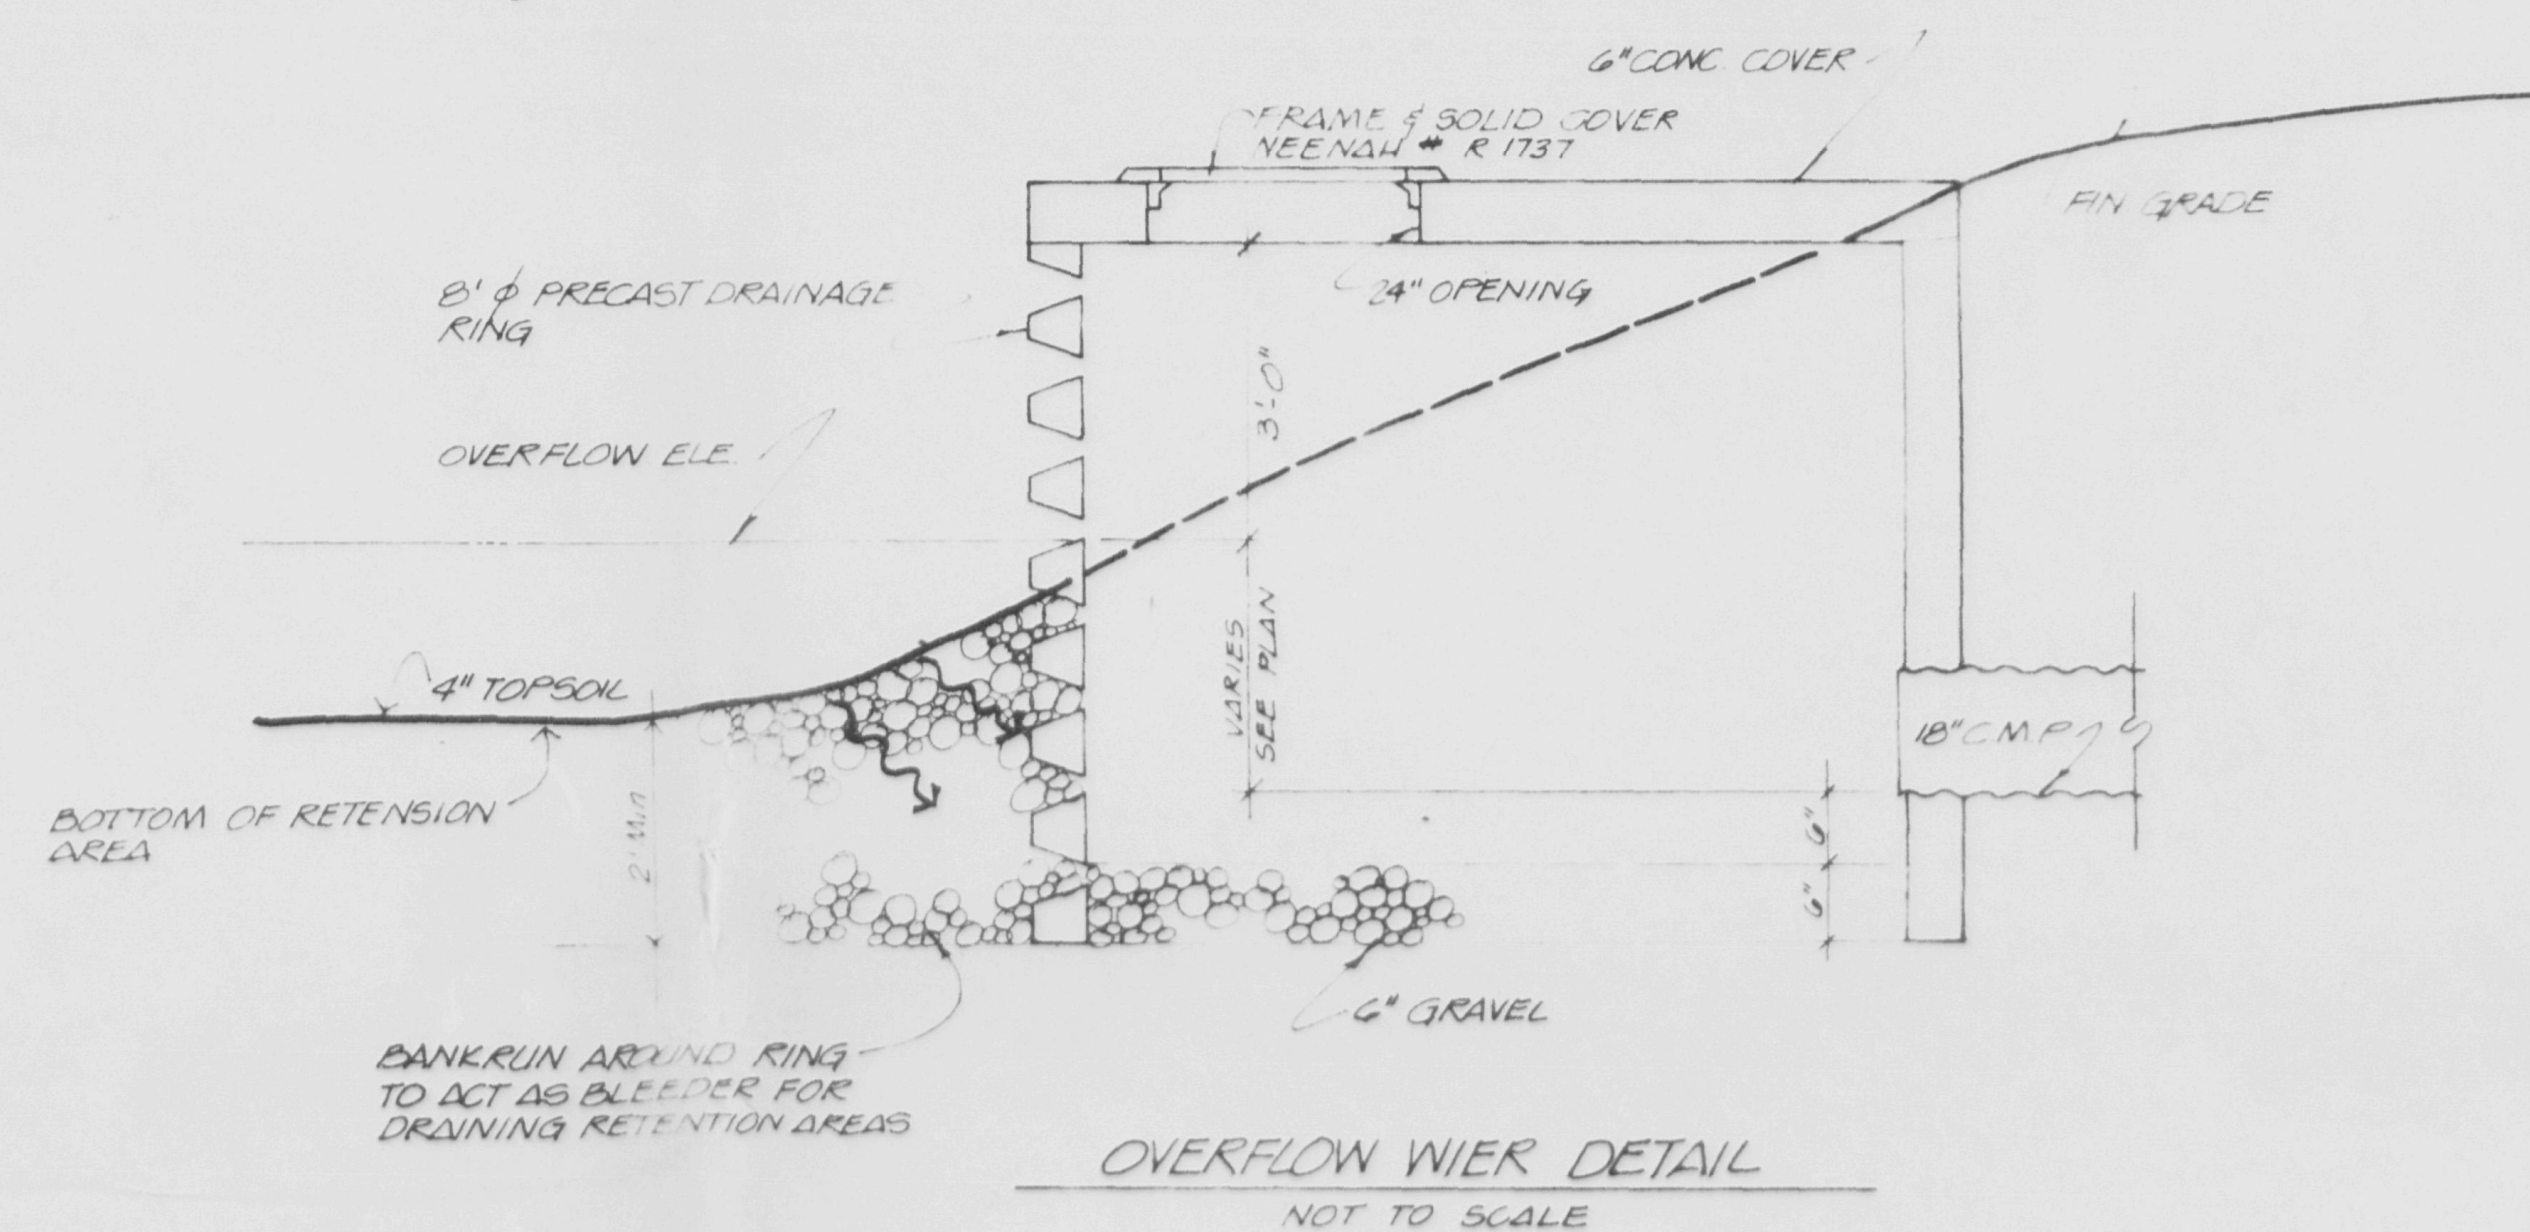 6" CONC. COVER
FRAME & SOLID COVER
NEENAH # R 1737
FIN GRADE
8' ϕ PRECAST DRAINAGE
RING
24" OPENING
3'-0"
OVERFLOW ELE.
VARIES
SEE PLAN
4" TOPSOIL
18" C.M.P.
BOTTOM OF RETENSION
AREA
2' MIN
6"
6"
6" GRAVEL
BANKRUN AROUND RING
TO ACT AS BLEEDER FOR
DRAINING RETENTION AREAS
OVERFLOW WIER DETAIL
NOT TO SCALE